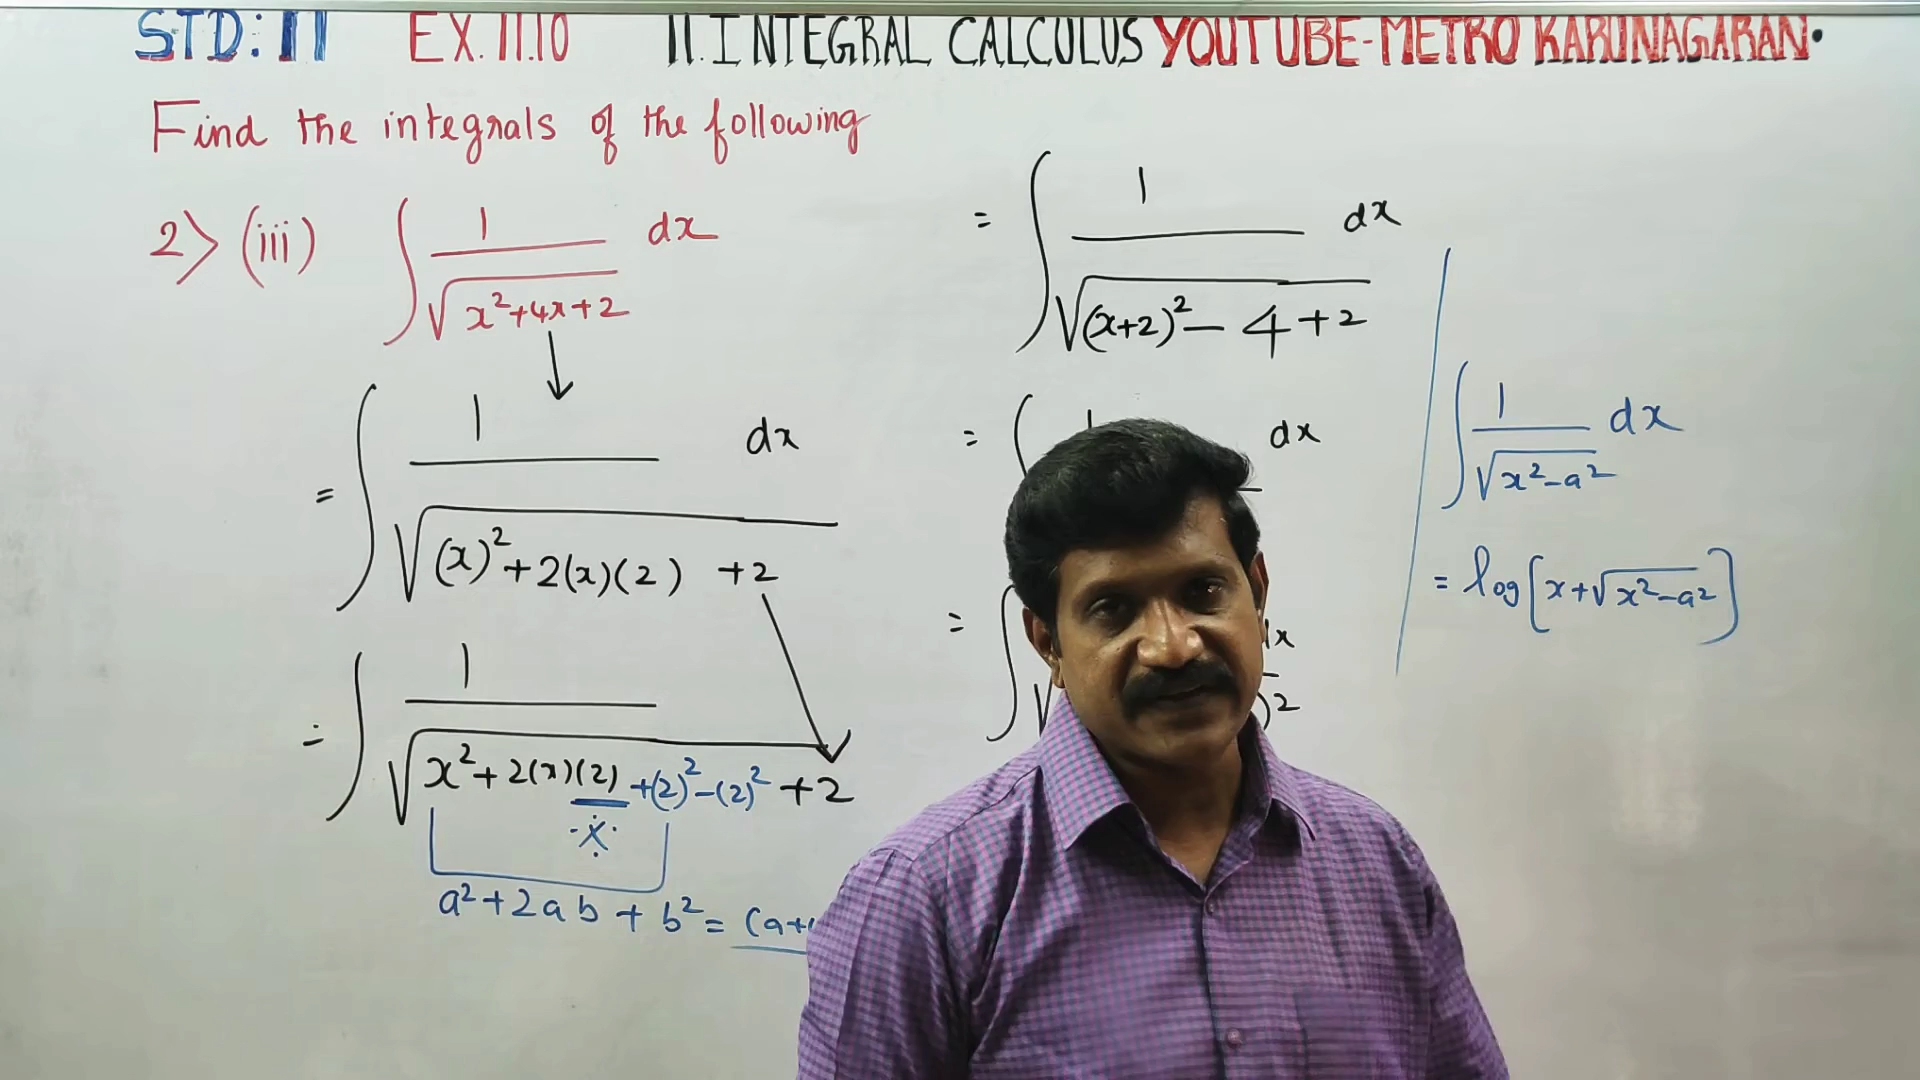 STD: 11 EX. 11.10 11. INTEGRAL CALCULUS YOUTUBE-METRO KARUNAGARAN.
Find the integrals of the following
2> (iii) ∫ 1/√(x²+4x+2) dx
= ∫ 1/√((x)²+2(x)(2) +2) dx
= ∫ 1/√(x²+2(x)(2)+(2)²-(2)²+2)
a²+2ab+b² = (a+
= ∫ 1/√((x+2)²-4+2) dx
= ∫ 1 dx
= ∫ √ )² x
∫ 1/√(x²-a²) dx
= log[x+√(x²-a²)]